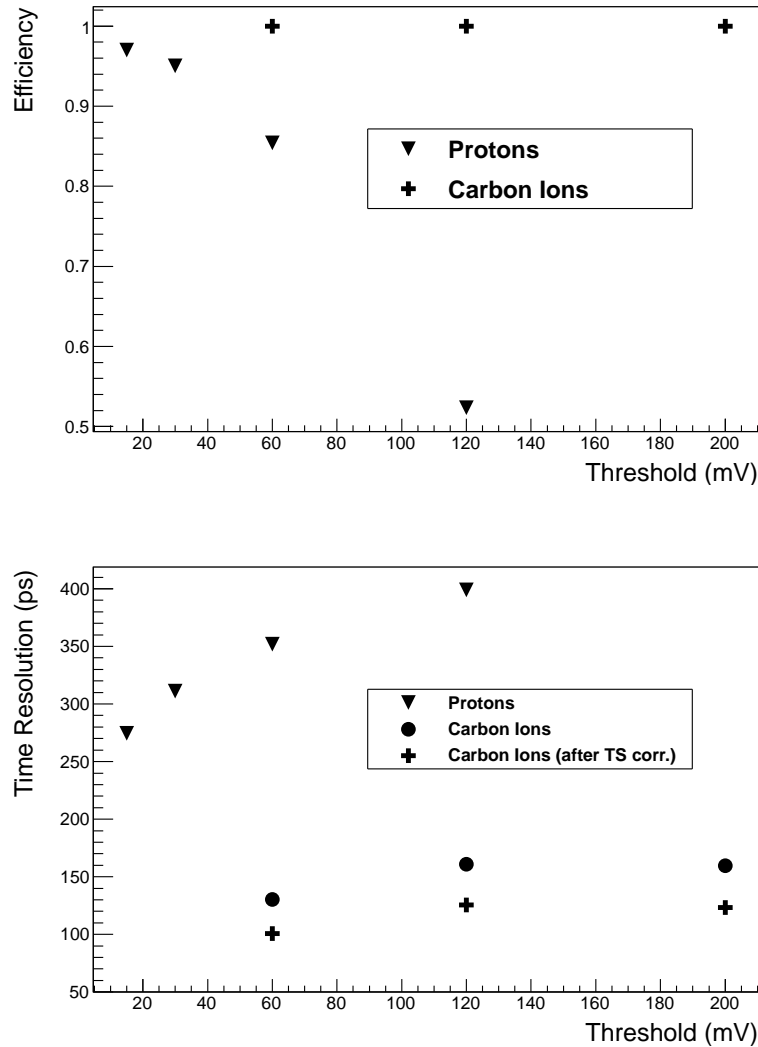 Efficiency
1
0.9
0.8
0.7
0.6
0.5
Protons
Carbon Ions
20 40 60 80 100 120 140 160 180 200
Threshold (mV)
Time Resolution (ps)
400
350
300
250
200
150
100
50
Protons
Carbon Ions
Carbon Ions (after TS corr.)
20 40 60 80 100 120 140 160 180 200
Threshold (mV)